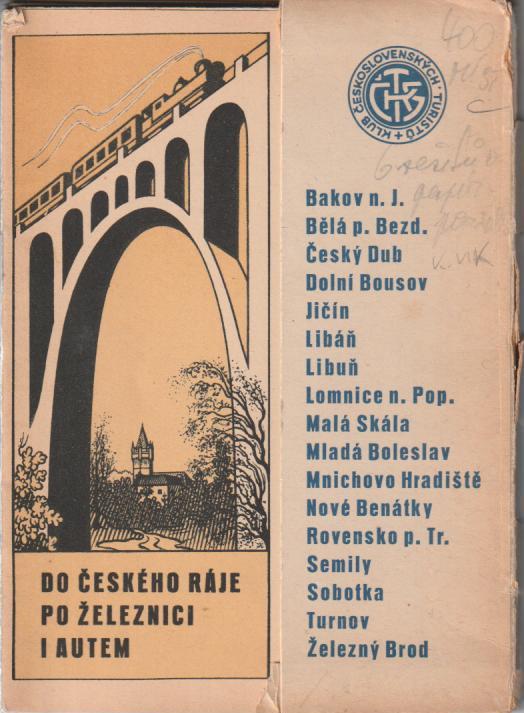 DO ČESKÉHO RÁJE
PO ŽELEZNICI
I AUTEM
KLUB ČESKOSLOVENSKÝCH TURISTŮ
KČST
400
Bakov n. J.
Bělá p. Bezd.
Český Dub
Dolní Bousov
Jičín
Libáň
Libuň
Lomnice n. Pop.
Malá Skála
Mladá Boleslav
Mnichovo Hradiště
Nové Benátky
Rovensko p. Tr.
Semily
Sobotka
Turnov
Železný Brod